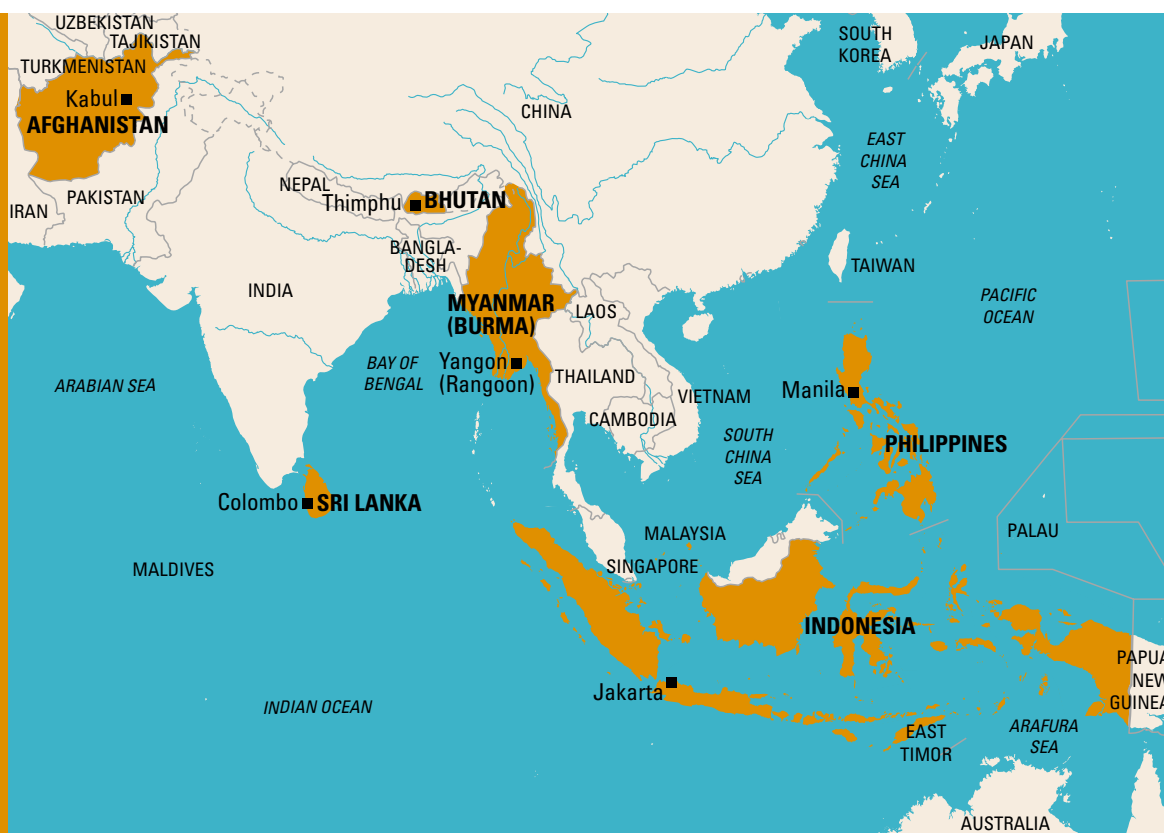 UZBEKISTAN
TAJIKISTAN
TURKMENISTAN
Kabul
AFGHANISTAN
IRAN
PAKISTAN
NEPAL
Thimphu
BHUTAN
BANGLA-
DESH
INDIA
MYANMAR
(BURMA)
Yangon
(Rangoon)
BAY OF
BENGAL
ARABIAN SEA
Colombo
SRI LANKA
MALDIVES
INDIAN OCEAN
CHINA
SOUTH
KOREA
JAPAN
EAST
CHINA
SEA
TAIWAN
PACIFIC
OCEAN
LAOS
THAILAND
VIETNAM
CAMBODIA
SOUTH
CHINA
SEA
Manila
PHILIPPINES
PALAU
MALAYSIA
SINGAPORE
INDONESIA
Jakarta
EAST
TIMOR
ARAFURA
SEA
PAPUA
NEW
GUINEA
AUSTRALIA